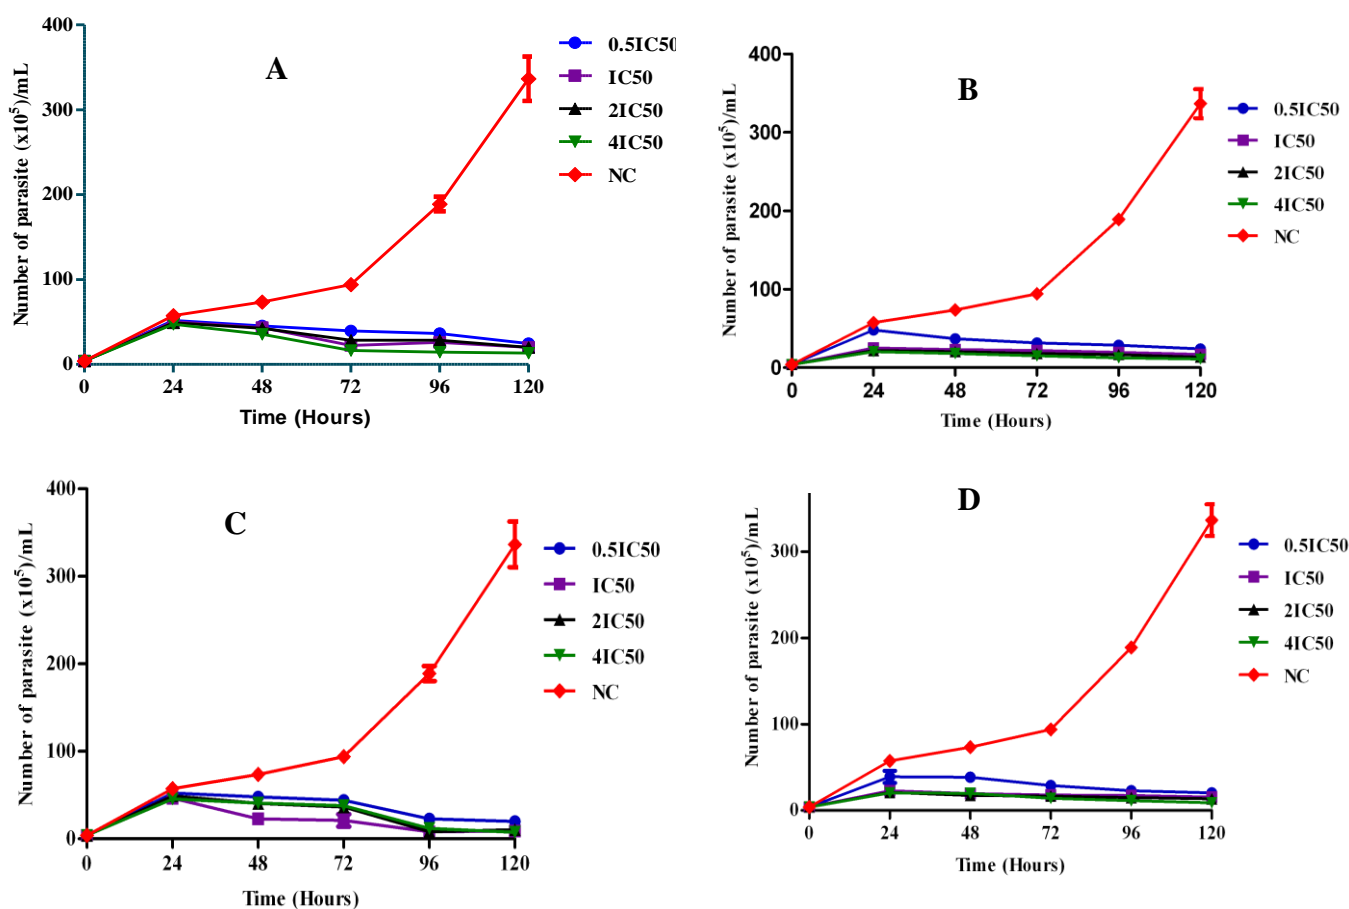 A
Number of parasite (x10⁵)/mL
400
300
200
100
0
0 24 48 72 96 120
Time (Hours)
0.5IC50
IC50
2IC50
4IC50
NC
B
Number of parasite (x10⁵)/mL
400
300
200
100
0
0 24 48 72 96 120
Time (Hours)
0.5IC50
IC50
2IC50
4IC50
NC
C
Number of parasite (x10⁵)/mL
400
300
200
100
0
0 24 48 72 96 120
Time (Hours)
0.5IC50
IC50
2IC50
4IC50
NC
D
Number of parasite (x10⁵)/mL
300
200
100
0
0 24 48 72 96 120
Time (Hours)
0.5IC50
IC50
2IC50
4IC50
NC